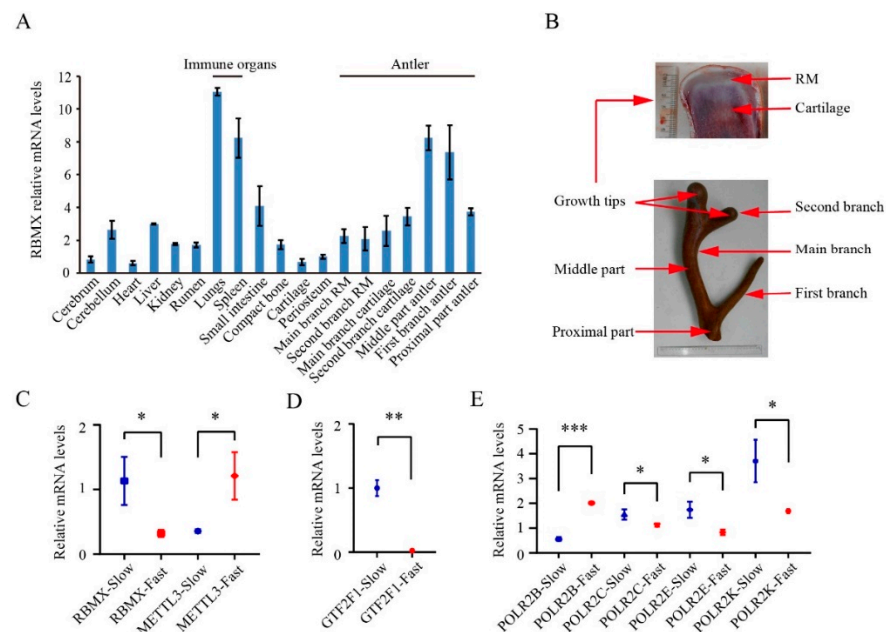 A
RBMX relative mRNA levels
12
10
8
6
4
2
0
Immune organs
Antler
Cerebrum
Cerebellum
Heart
Liver
Kidney
Rumen
Lungs
Spleen
Small intestine
Compact bone
Cartilage
Periosteum
Main branch RM
Second branch RM
Main branch cartilage
Second branch cartilage
Middle part antler
First branch antler
Proximal part antler
B
RM
Cartilage
Growth tips
Second branch
Main branch
Middle part
First branch
Proximal part
C
Relative mRNA levels
2
1
0
*
*
RBMX-Slow
RBMX-Fast
METTL3-Slow
METTL3-Fast
D
Relative mRNA levels
2
1
0
**
GTF2F1-Slow
GTF2F1-Fast
E
Relative mRNA levels
5
4
3
2
1
0
***
*
*
*
POLR2B-Slow
POLR2B-Fast
POLR2C-Slow
POLR2C-Fast
POLR2E-Slow
POLR2E-Fast
POLR2K-Slow
POLR2K-Fast